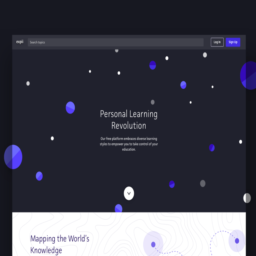 Log In
Sign Up
Personal Learning
Revolution
Our free platform embraces diverse learning
styles to empower you to take control of your
education.
Mapping the World's
Knowledge